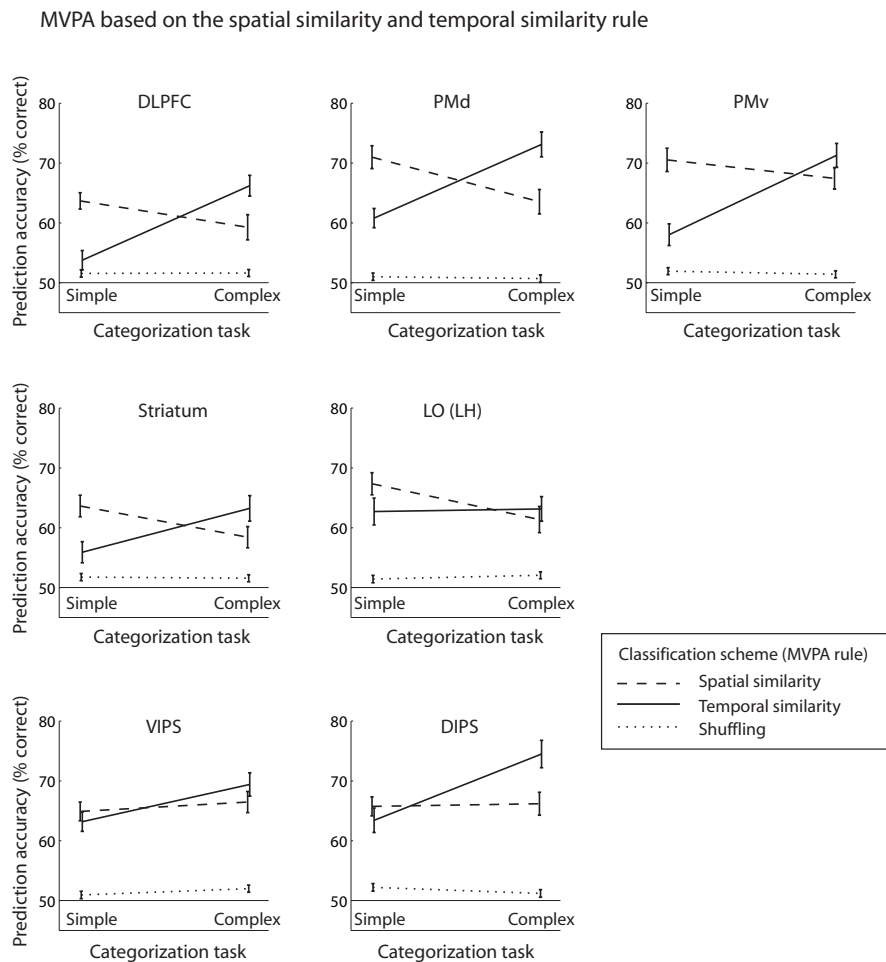 MVPA based on the spatial similarity and temporal similarity rule
DLPFC
PMd
PMv
Prediction accuracy (% correct)
80
70
60
50
Simple
Complex
Categorization task
80
70
60
50
Simple
Complex
Categorization task
80
70
60
50
Simple
Complex
Categorization task
Striatum
LO (LH)
Prediction accuracy (% correct)
80
70
60
50
Simple
Complex
Categorization task
80
70
60
50
Simple
Complex
Categorization task
Classification scheme (MVPA rule)
Spatial similarity
Temporal similarity
Shuffling
VIPS
DIPS
Prediction accuracy (% correct)
80
70
60
50
Simple
Complex
Categorization task
80
70
60
50
Simple
Complex
Categorization task